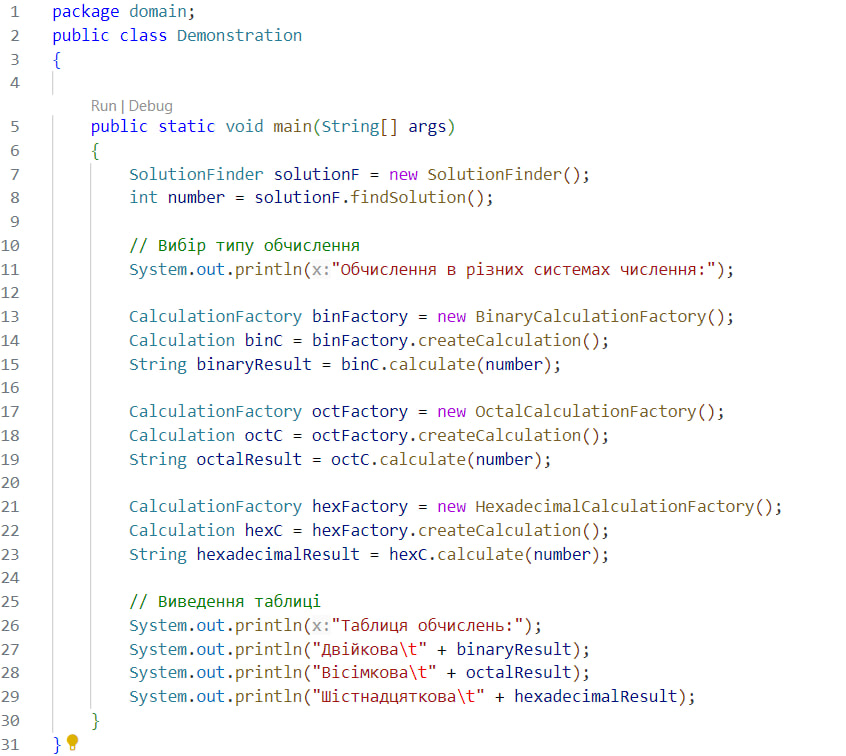 1 package domain;
2 public class Demonstration
3 {
4
Run | Debug
5 public static void main(String[] args)
6 {
7 SolutionFinder solutionF = new SolutionFinder();
8 int number = solutionF.findSolution();
9
10 // Вибір типу обчислення
11 System.out.println(x:"Обчислення в різних системах числення:");
12
13 CalculationFactory binFactory = new BinaryCalculationFactory();
14 Calculation binC = binFactory.createCalculation();
15 String binaryResult = binC.calculate(number);
16
17 CalculationFactory octFactory = new OctalCalculationFactory();
18 Calculation octC = octFactory.createCalculation();
19 String octalResult = octC.calculate(number);
20
21 CalculationFactory hexFactory = new HexadecimalCalculationFactory();
22 Calculation hexC = hexFactory.createCalculation();
23 String hexadecimalResult = hexC.calculate(number);
24
25 // Виведення таблиці
26 System.out.println(x:"Таблиця обчислень:");
27 System.out.println("Двійкова\t" + binaryResult);
28 System.out.println("Вісімкова\t" + octalResult);
29 System.out.println("Шістнадцяткова\t" + hexadecimalResult);
30 }
31 }